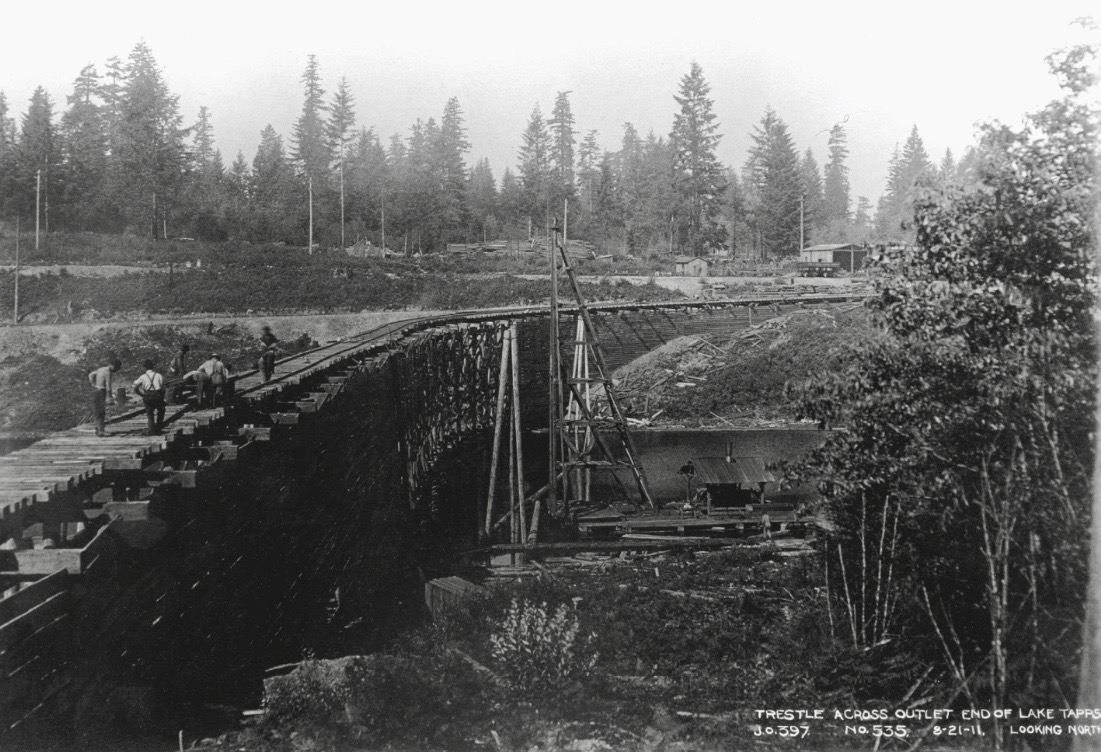 TRESTLE ACROSS OUTLET END OF LAKE TAPPS
J.O.397. No.535. 8-21-11. LOOKING NORTH